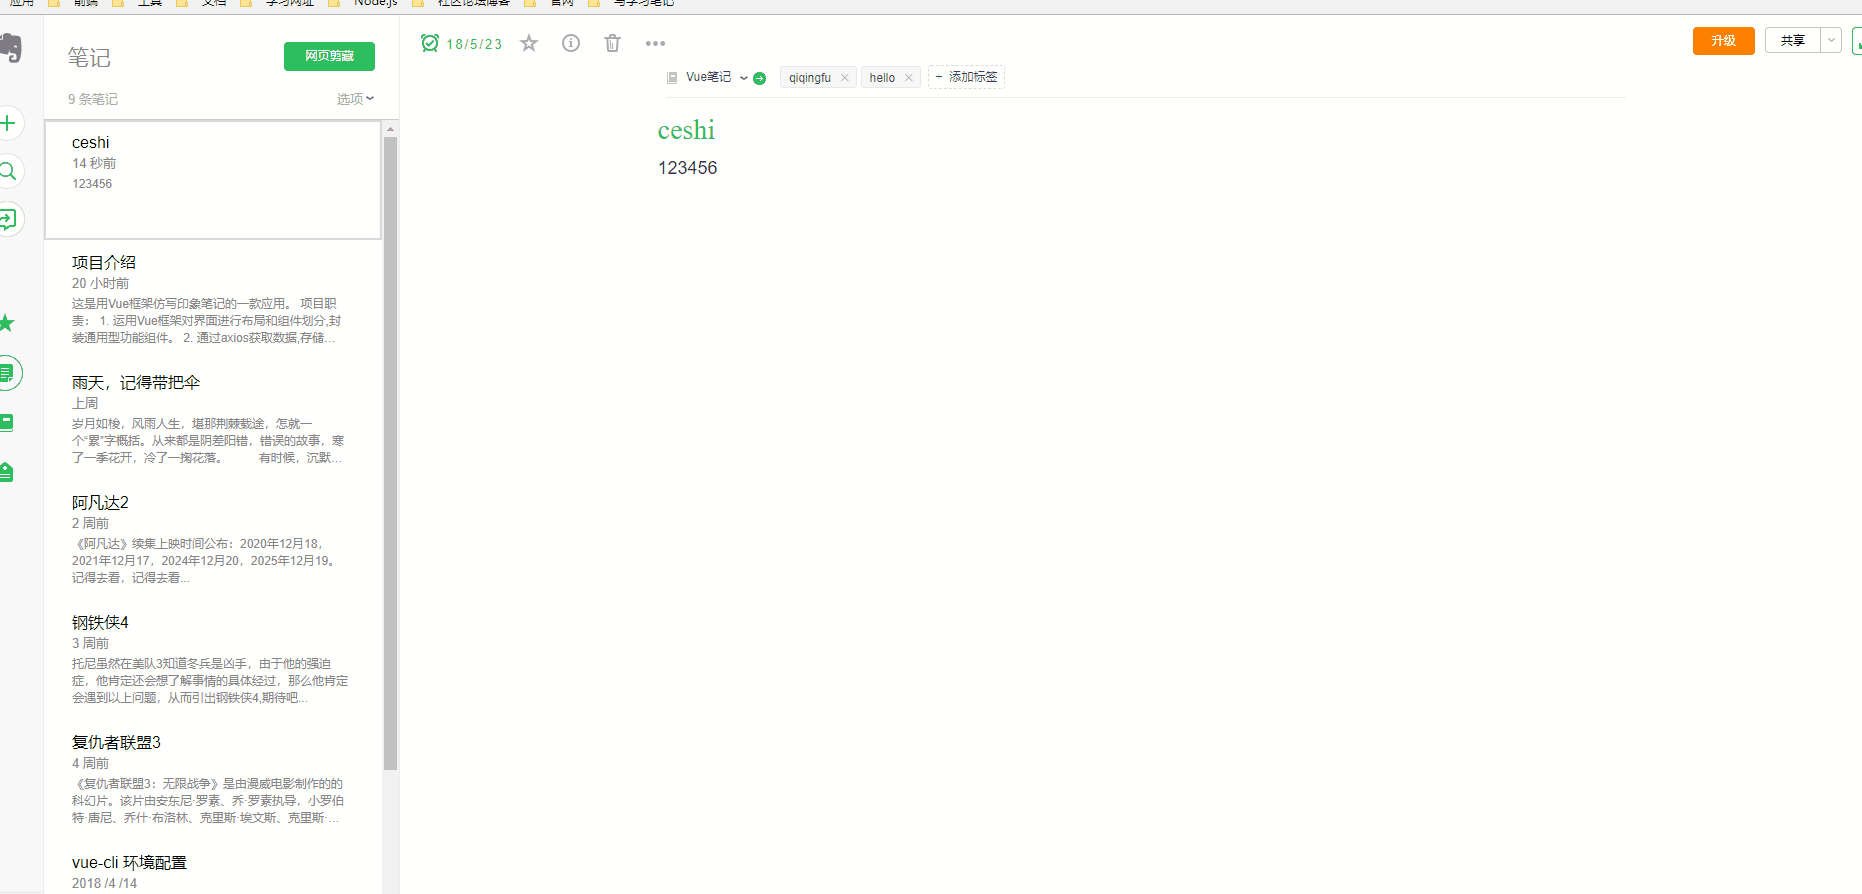 应用 前端 工具 文档 学习网址 Node.js 社区论坛博客 官网 写学习笔记
笔记
网页剪藏
9 条笔记
选项
ceshi
14 秒前
123456
项目介绍
20 小时前
这是用Vue框架仿写印象笔记的一款应用。 项目职
责： 1. 运用Vue框架对界面进行布局和组件划分,封
装通用型功能组件。 2. 通过axios获取数据,存储...
雨天，记得带把伞
上周
岁月如梭，风雨人生，堪那荆棘载途，怎就一
个“累”字概括。从来都是阴差阳错，错误的故事，寒
了一季花开，冷了一掬花落。 有时候，沉默...
阿凡达2
2 周前
《阿凡达》续集上映时间公布：2020年12月18，
2021年12月17，2024年12月20，2025年12月19。
记得去看，记得去看...
钢铁侠4
3 周前
托尼虽然在美队3知道冬兵是凶手，由于他的强迫
症，他肯定还会想了解事情的具体经过，那么他肯定
会遇到以上问题，从而引出钢铁侠4,期待吧...
复仇者联盟3
4 周前
《复仇者联盟3：无限战争》是由漫威电影制作的的
科幻片。该片由安东尼·罗素、乔·罗素执导，小罗伯
特·唐尼、乔什·布洛林、克里斯·埃文斯、克里斯·...
vue-cli 环境配置
2018 /4 /14
18/5/23
升级
共享
Vue笔记
qiqingfu
hello
+ 添加标签
ceshi
123456